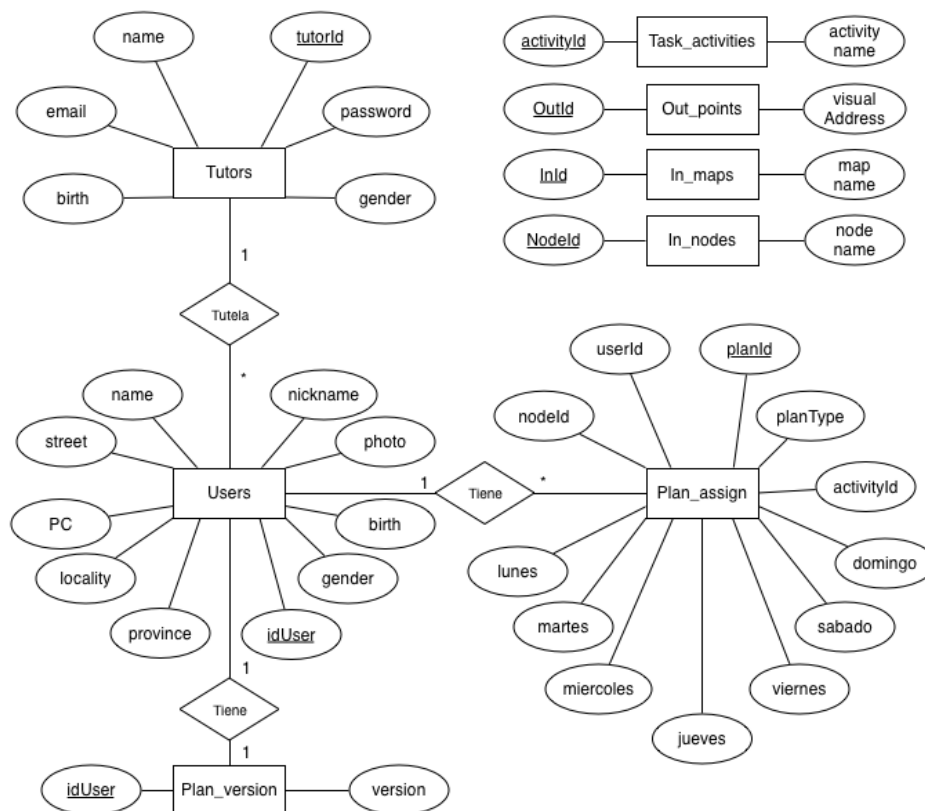 name
tutorId
activityId
Task_activities
activity
name
email
password
OutId
Out_points
visual
Address
Tutors
InId
In_maps
map
name
birth
gender
NodeId
In_nodes
node
name
1
Tutela
userId
planId
*
name
nickname
nodeId
planType
street
photo
Users
1
Tiene
*
Plan_assign
activityId
PC
birth
lunes
domingo
locality
gender
martes
sabado
province
idUser
miercoles
viernes
1
Tiene
jueves
1
idUser
Plan_version
version